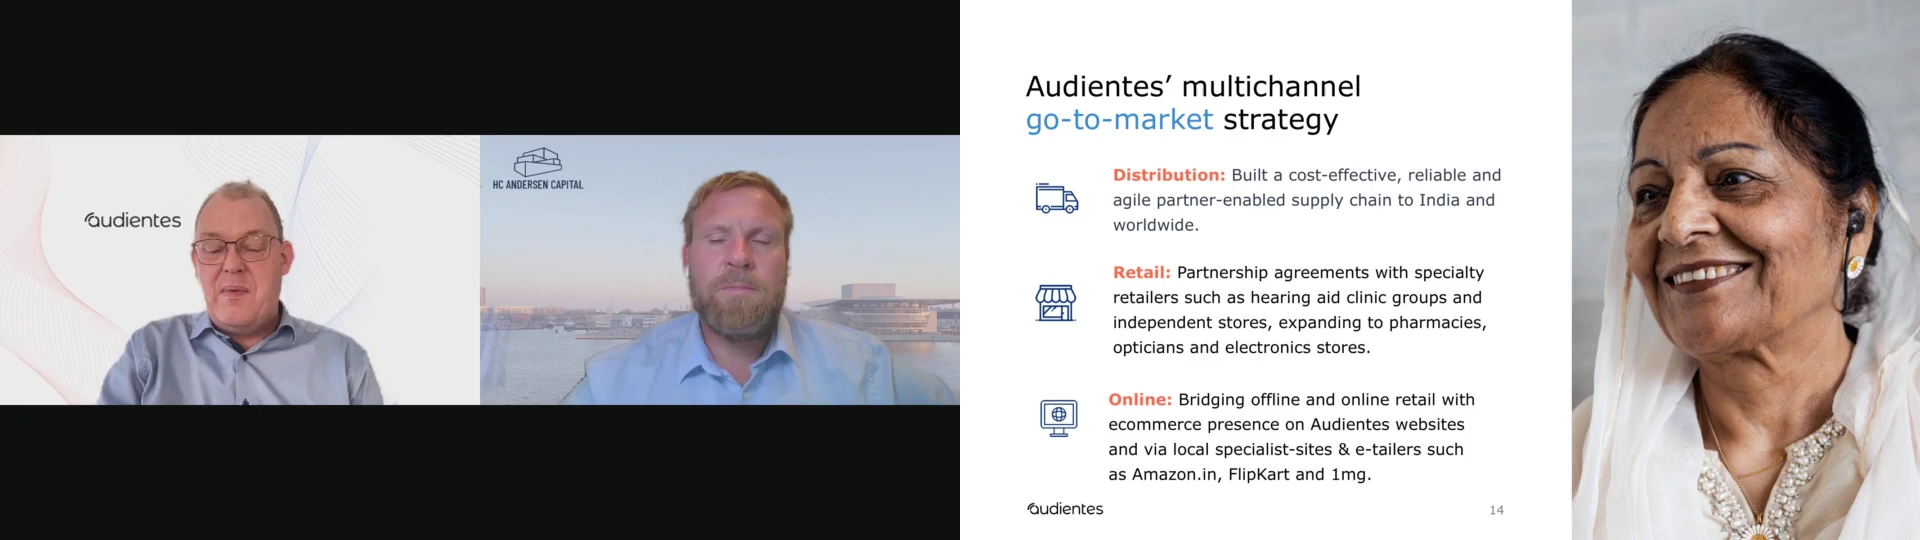 audientes
HC ANDERSEN CAPITAL
Audientes’ multichannel
go-to-market strategy
Distribution: Built a cost-effective, reliable and
agile partner-enabled supply chain to India and
worldwide.
Retail: Partnership agreements with specialty
retailers such as hearing aid clinic groups and
independent stores, expanding to pharmacies,
opticians and electronics stores.
Online: Bridging offline and online retail with
ecommerce presence on Audientes websites
and via local specialist-sites & e-tailers such
as Amazon.in, FlipKart and 1mg.
audientes
14